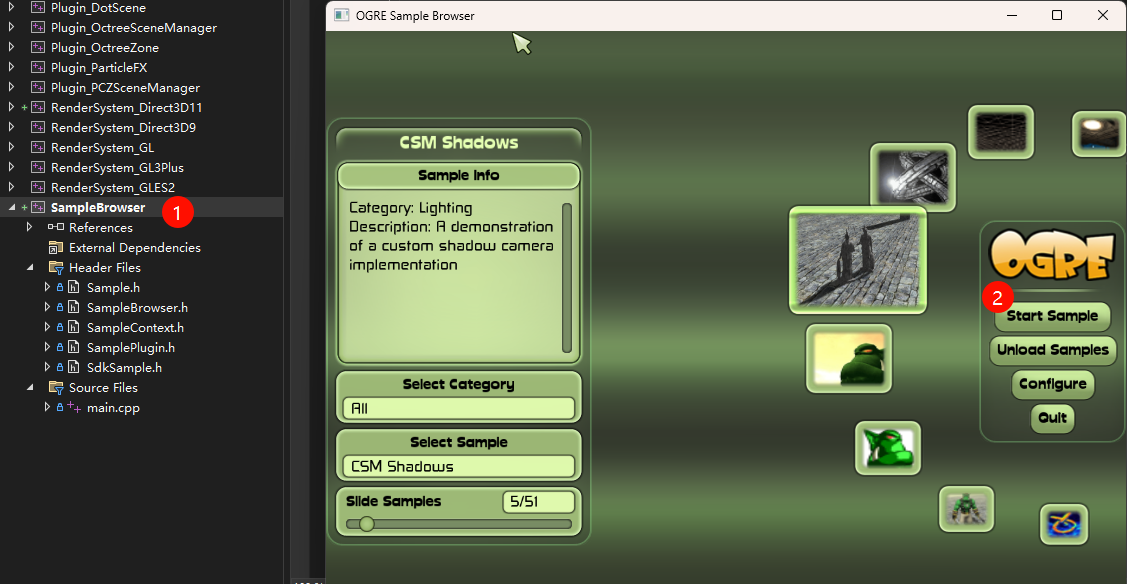 Plugin_DotScene
Plugin_OctreeSceneManager
Plugin_OctreeZone
Plugin_ParticleFX
Plugin_PCZSceneManager
RenderSystem_Direct3D11
RenderSystem_Direct3D9
RenderSystem_GL
RenderSystem_GL3Plus
RenderSystem_GLES2
SampleBrowser
1
References
External Dependencies
Header Files
Sample.h
SampleBrowser.h
SampleContext.h
SamplePlugin.h
SdkSample.h
Source Files
main.cpp
OGRE Sample Browser
CSM Shadows
Sample Info
Category: Lighting
Description: A demonstration
of a custom shadow camera
implementation
Select Category
All
Select Sample
CSM Shadows
Slide Samples
5/51
OGRE
2
Start Sample
Unload Samples
Configure
Quit